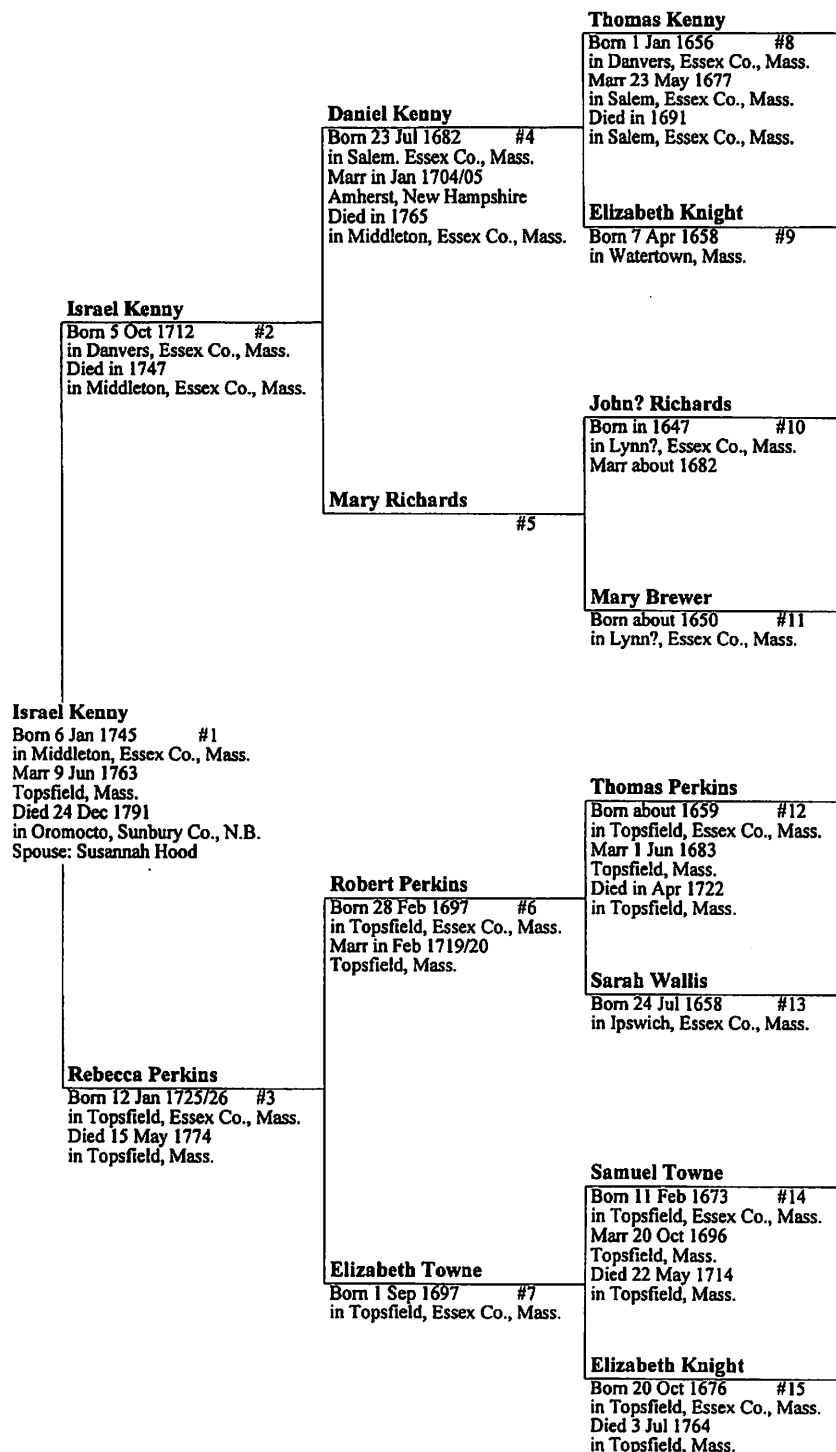 Thomas Kenny
Born 1 Jan 1656 #8
in Danvers, Essex Co., Mass.
Marr 23 May 1677
in Salem, Essex Co., Mass.
Died in 1691
in Salem, Essex Co., Mass.
Daniel Kenny
Born 23 Jul 1682 #4
in Salem. Essex Co., Mass.
Marr in Jan 1704/05
Amherst, New Hampshire
Died in 1765
in Middleton, Essex Co., Mass.
Elizabeth Knight
Born 7 Apr 1658 #9
in Watertown, Mass.
Israel Kenny
Born 5 Oct 1712 #2
in Danvers, Essex Co., Mass.
Died in 1747
in Middleton, Essex Co., Mass.
John? Richards
Born in 1647 #10
in Lynn?, Essex Co., Mass.
Marr about 1682
Mary Richards
#5
Mary Brewer
Born about 1650 #11
in Lynn?, Essex Co., Mass.
Israel Kenny
Born 6 Jan 1745 #1
in Middleton, Essex Co., Mass.
Marr 9 Jun 1763
Topsfield, Mass.
Died 24 Dec 1791
in Oromocto, Sunbury Co., N.B.
Spouse: Susannah Hood
Thomas Perkins
Born about 1659 #12
in Topsfield, Essex Co., Mass.
Marr 1 Jun 1683
Topsfield, Mass.
Died in Apr 1722
in Topsfield, Mass.
Robert Perkins
Born 28 Feb 1697 #6
in Topsfield, Essex Co., Mass.
Marr in Feb 1719/20
Topsfield, Mass.
Sarah Wallis
Born 24 Jul 1658 #13
in Ipswich, Essex Co., Mass.
Rebecca Perkins
Born 12 Jan 1725/26 #3
in Topsfield, Essex Co., Mass.
Died 15 May 1774
in Topsfield, Mass.
Samuel Towne
Born 11 Feb 1673 #14
in Topsfield, Essex Co., Mass.
Marr 20 Oct 1696
Topsfield, Mass.
Died 22 May 1714
in Topsfield, Mass.
Elizabeth Towne
Born 1 Sep 1697 #7
in Topsfield, Essex Co., Mass.
Elizabeth Knight
Born 20 Oct 1676 #15
in Topsfield, Essex Co., Mass.
Died 3 Jul 1764
in Topsfield, Mass.